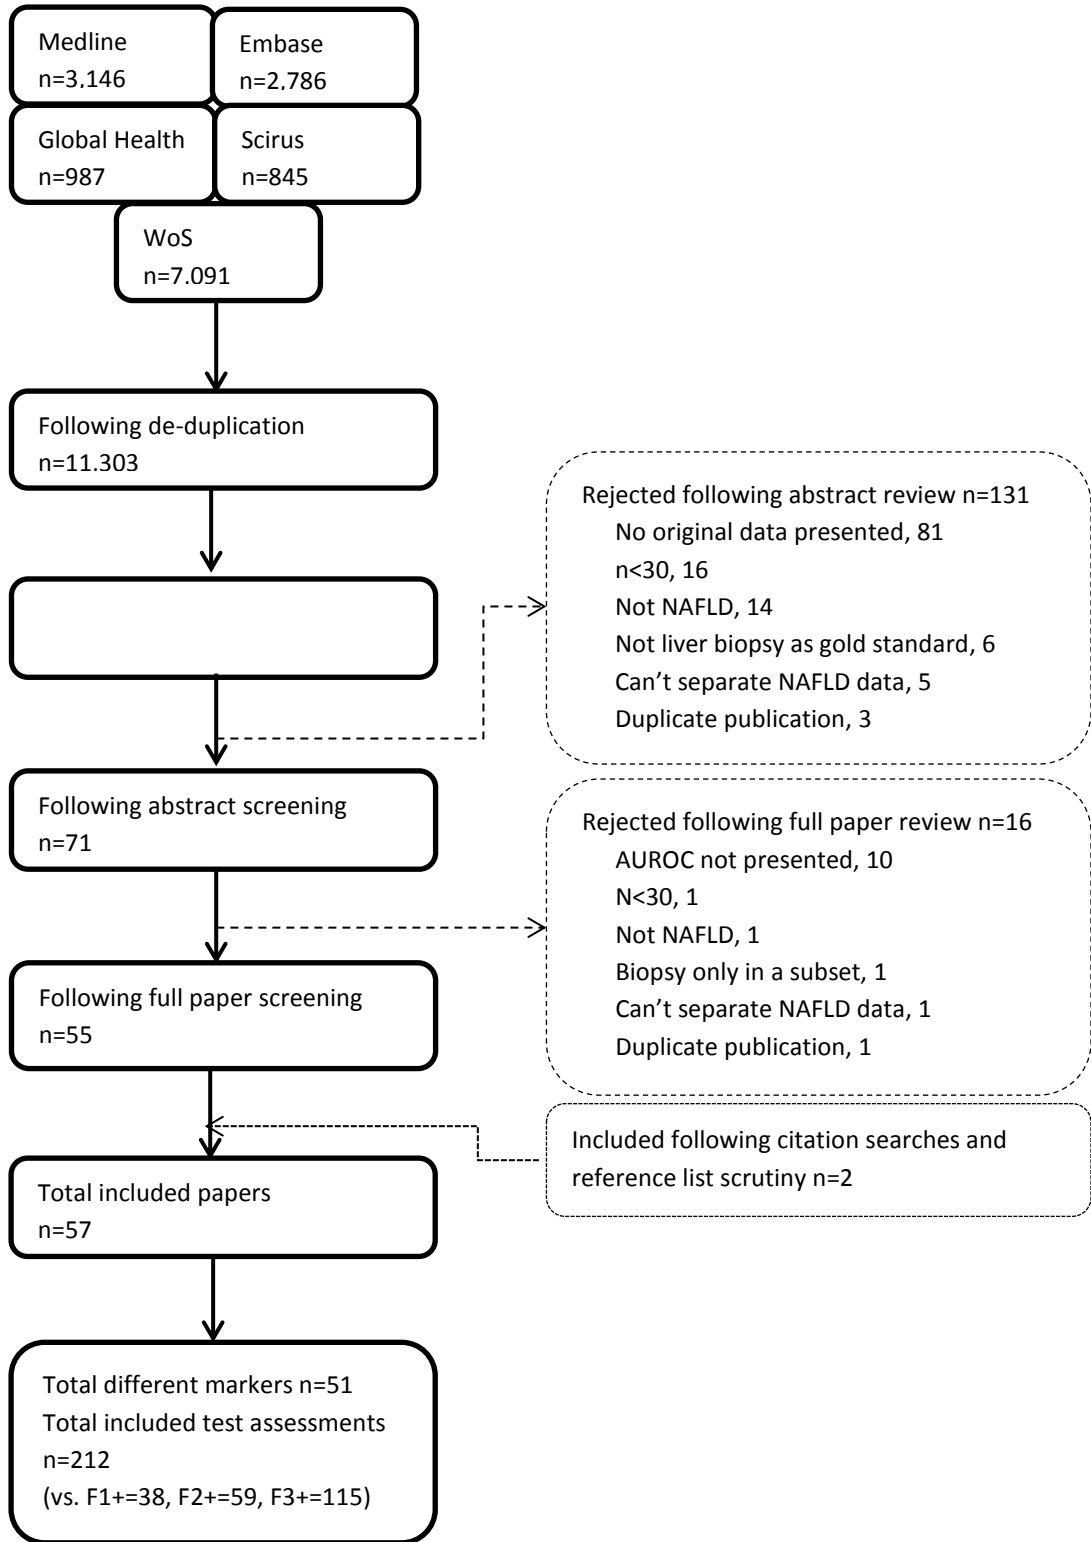 Medline
n=3,146
Embase
n=2,786
Global Health
n=987
Scirus
n=845
WoS
n=7,091
Following de-duplication
n=11,303
Rejected following abstract review n=131
No original data presented, 81
n<30, 16
Not NAFLD, 14
Not liver biopsy as gold standard, 6
Can’t separate NAFLD data, 5
Duplicate publication, 3
Following abstract screening
n=71
Rejected following full paper review n=16
AUROC not presented, 10
N<30, 1
Not NAFLD, 1
Biopsy only in a subset, 1
Can’t separate NAFLD data, 1
Duplicate publication, 1
Following full paper screening
n=55
Included following citation searches and
reference list scrutiny n=2
Total included papers
n=57
Total different markers n=51
Total included test assessments
n=212
(vs. F1+=38, F2+=59, F3+=115)